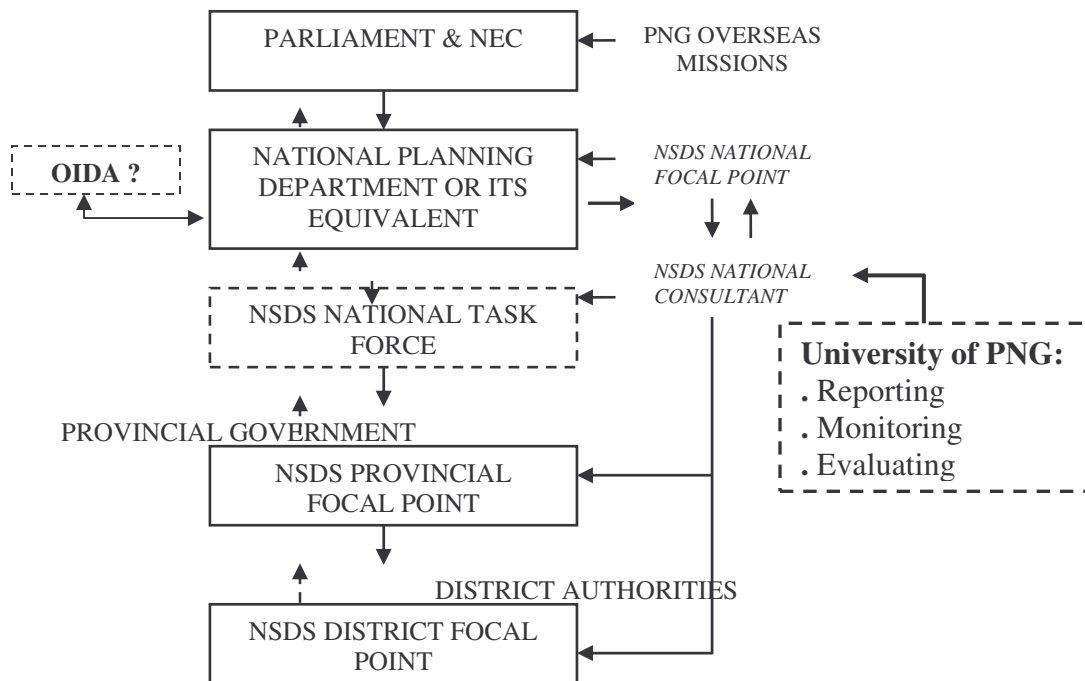 PARLIAMENT & NEC
PNG OVERSEAS
MISSIONS
OIDA ?
NATIONAL PLANNING
DEPARTMENT OR ITS
EQUIVALENT
NSDS NATIONAL
FOCAL POINT
NSDS NATIONAL TASK
FORCE
NSDS NATIONAL
CONSULTANT
University of PNG:
. Reporting
. Monitoring
. Evaluating
PROVINCIAL GOVERNMENT
NSDS PROVINCIAL
FOCAL POINT
DISTRICT AUTHORITIES
NSDS DISTRICT FOCAL
POINT